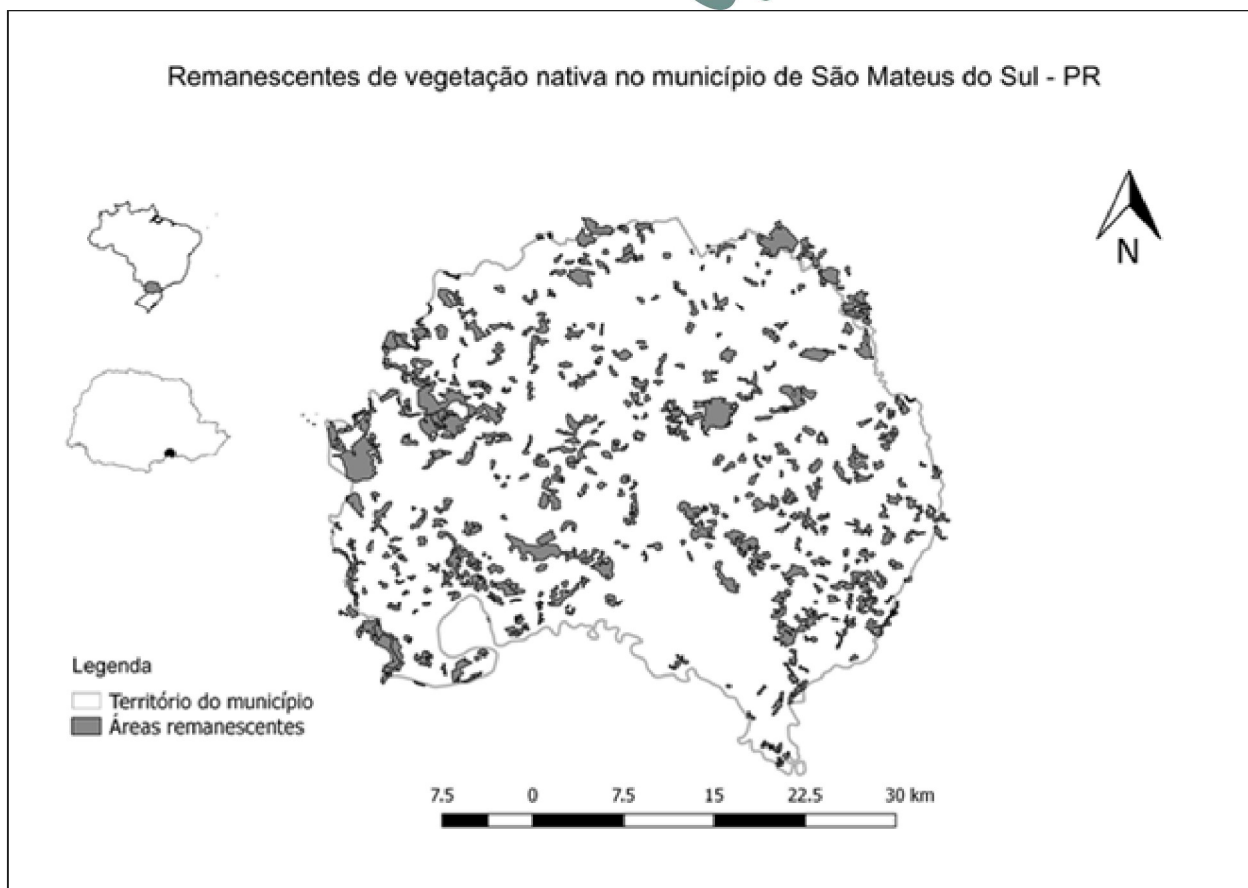 Remanescentes de vegetação nativa no município de São Mateus do Sul - PR
N
Legenda
Território do município
Áreas remanescentes
7.5 0 7.5 15 22.5 30 km